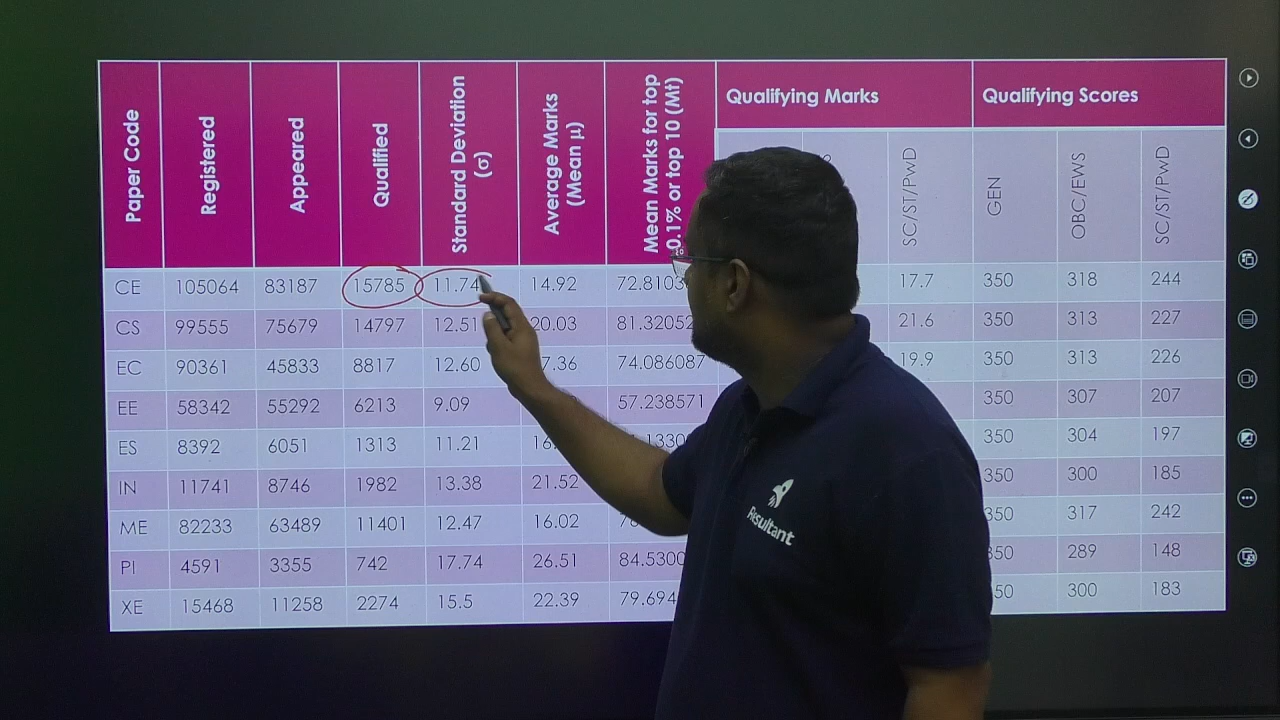 Paper Code Registered Appeared Qualified Standard Deviation (σ) Average Marks (Mean μ) Mean Marks for top 0.1% or top 10 (Mt) Qualifying Marks Qualifying Scores
SC/ST/PwD GEN OBC/EWS SC/ST/PwD
CE 105064 83187 15785 11.74 14.92 17.7 350 318 244
CS 99555 75679 14797 12.51 20.03 81.32052 21.6 350 313 227
EC 90361 45833 8817 12.60 74.086087 19.9 350 313 226
EE 58342 55292 6213 9.09 57.238571 350 307 207
ES 8392 6051 1313 11.21 350 304 197
IN 11741 8746 1982 13.38 21.52 350 300 185
ME 82233 63489 11401 12.47 16.02 350 317 242
PI 4591 3355 742 17.74 26.51 84.5300 350 289 148
XE 15468 11258 2274 15.5 22.39 79.694 300 183
Resultant